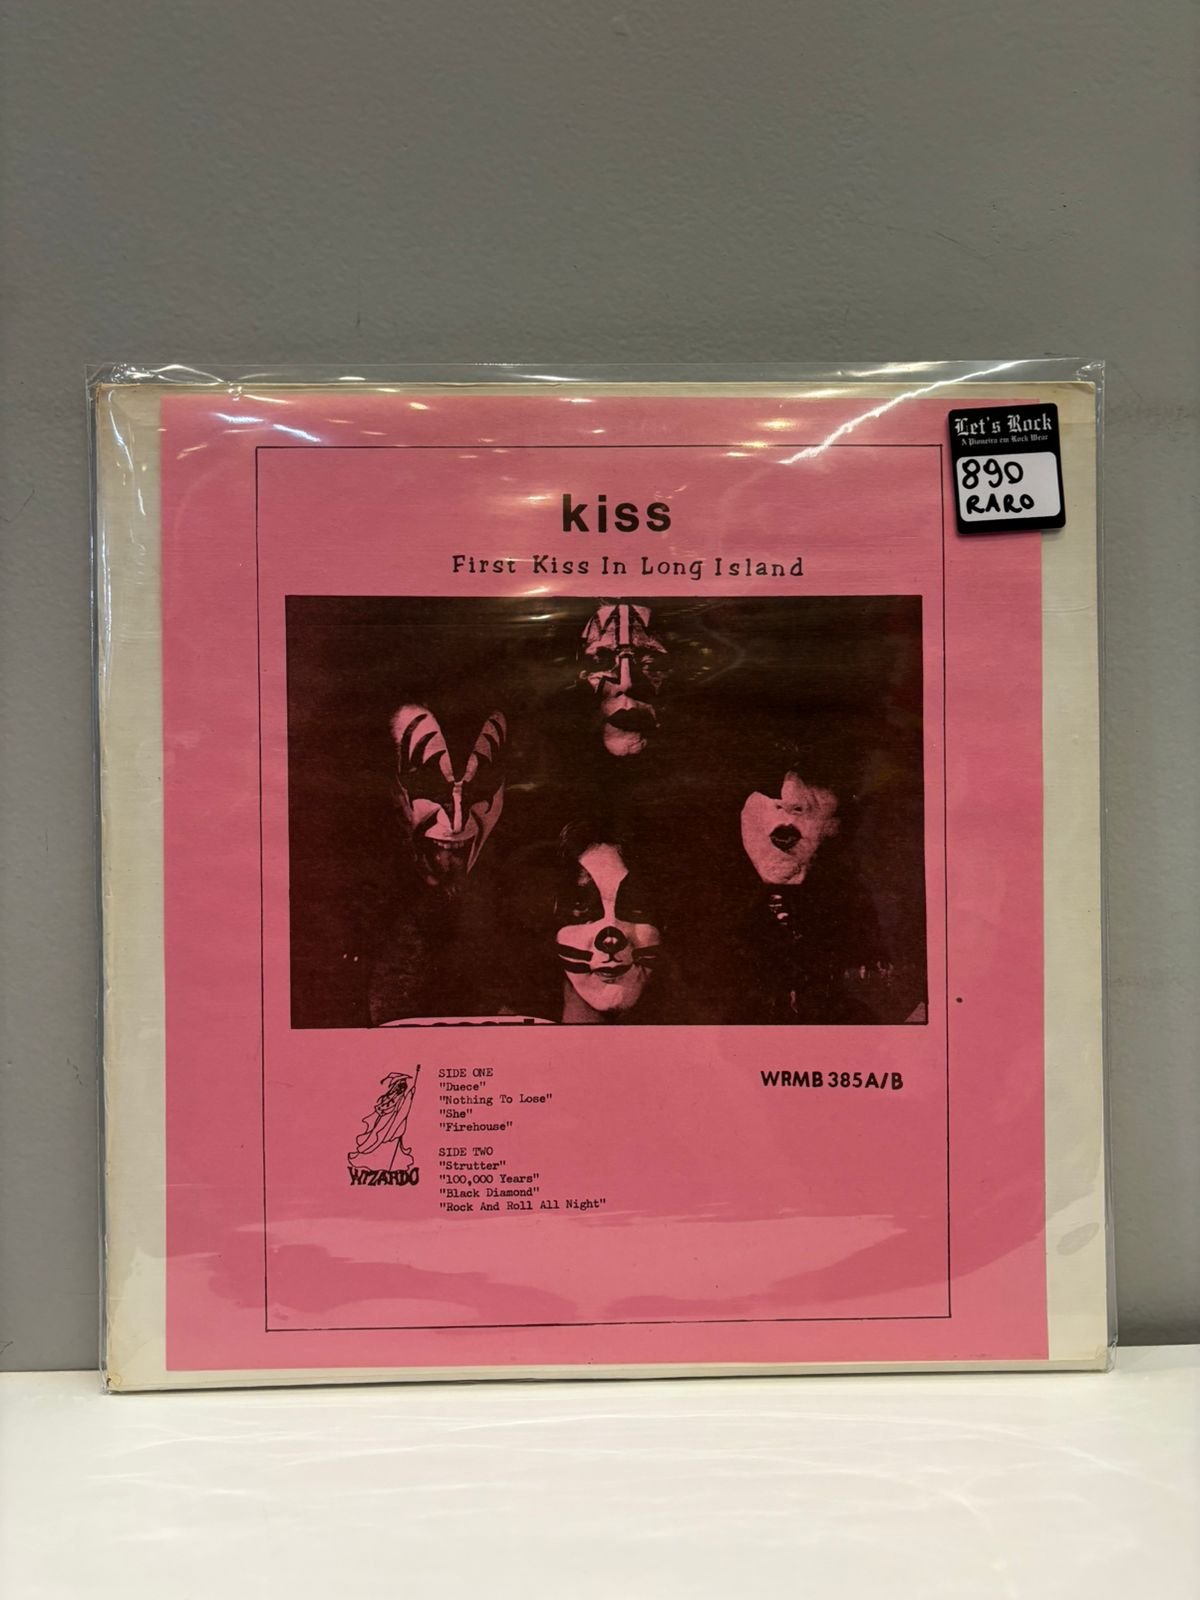 Let's Rock
A Pioneira em Rock Wear
890
RARO
kiss
First Kiss In Long Island
WIZARDO
SIDE ONE
"Duece"
"Nothing To Lose"
"She"
"Firehouse"
SIDE TWO
"Strutter"
"100,000 Years"
"Black Diamond"
"Rock And Roll All Night"
WRMB 385A/B